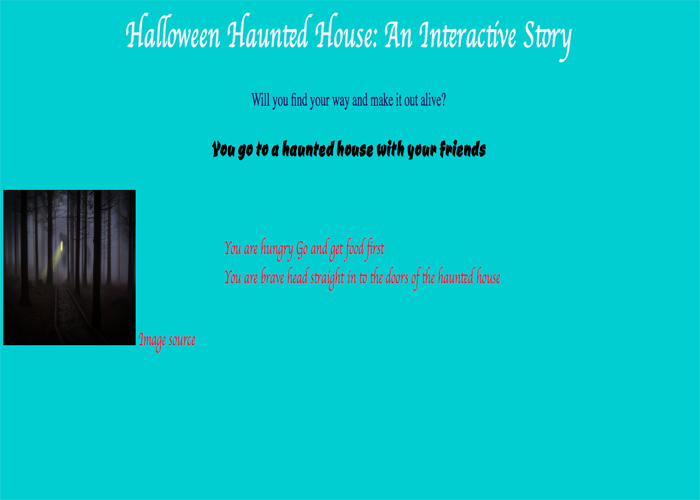 Halloween Haunted House: An Interactive Story
Will you find your way and make it out alive?
You go to a haunted house with your friends
You are hungry Go and get food first
You are brave head straight in to the doors of the haunted house
Image source